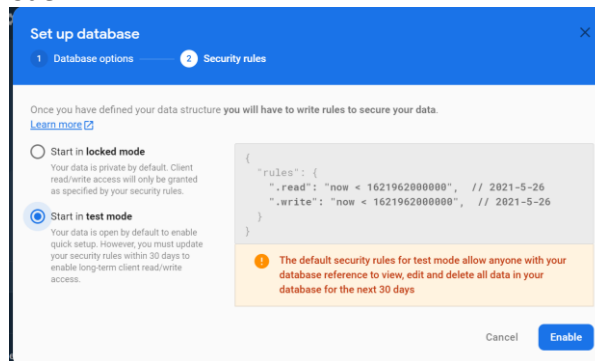 Set up database
1 Database options 2 Security rules
Once you have defined your data structure you will have to write rules to secure your data.
Learn more
Start in locked mode
Your data is private by default. Client
read/write access will only be granted
as specified by your security rules.
Start in test mode
Your data is open by default to enable
quick setup. However, you must update
your security rules within 30 days to
enable long-term client read/write
access.
{
"rules": {
".read": "now < 1621962000000", // 2021-5-26
".write": "now < 1621962000000", // 2021-5-26
}
}
! The default security rules for test mode allow anyone with your
database reference to view, edit and delete all data in your
database for the next 30 days
Cancel Enable